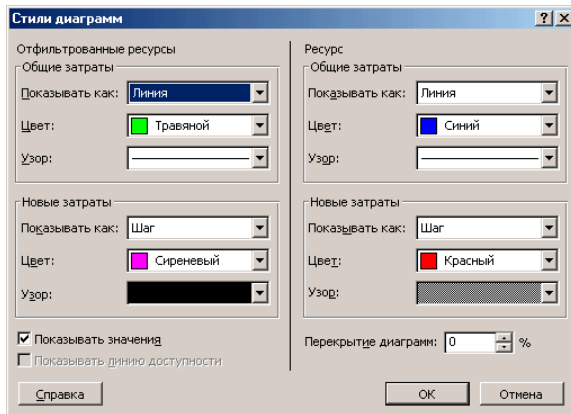 Стили диаграмм
Отфильтрованные ресурсы
Общие затраты
Показывать как: Линия
Цвет: Травяной
Узор:
Новые затраты
Показывать как: Шаг
Цвет: Сиреневый
Узор:
Показывать значения
Показывать линию доступности
Ресурс
Общие затраты
Показывать как: Линия
Цвет: Синий
Узор:
Новые затраты
Показывать как: Шаг
Цвет: Красный
Узор:
Перекрытие диаграмм: 0 %
Справка
ОК
Отмена